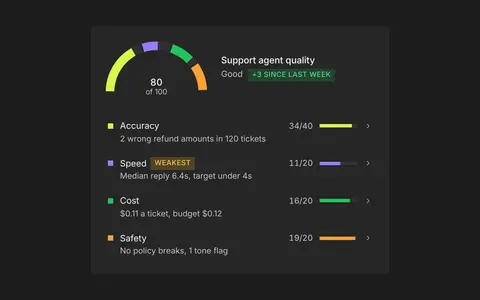 80
of 100
Support agent quality
Good +3 SINCE LAST WEEK
Accuracy 34/40
2 wrong refund amounts in 120 tickets
Speed WEAKEST 11/20
Median reply 6.4s, target under 4s
Cost 16/20
$0.11 a ticket, budget $0.12
Safety 19/20
No policy breaks, 1 tone flag